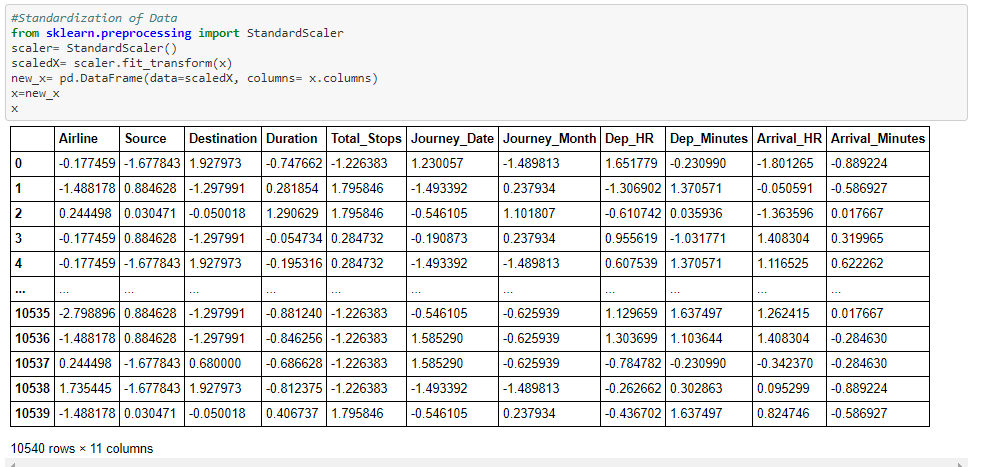 #Standardization of Data
from sklearn.preprocessing import StandardScaler
scaler= StandardScaler()
scaledX= scaler.fit_transform(x)
new_x= pd.DataFrame(data=scaledX, columns= x.columns)
x=new_x
x
Airline Source Destination Duration Total_Stops Journey_Date Journey_Month Dep_HR Dep_Minutes Arrival_HR Arrival_Minutes
0 -0.177459 -1.677843 1.927973 -0.747662 -1.226383 1.230057 -1.489813 1.651779 -0.230990 -1.801265 -0.889224
1 -1.488178 0.884628 -1.297991 0.281854 1.795846 -1.493392 0.237934 -1.306902 1.370571 -0.050591 -0.586927
2 0.244498 0.030471 -0.050018 1.290629 1.795846 -0.546105 1.101807 -0.610742 0.035936 -1.363596 0.017667
3 -0.177459 0.884628 -1.297991 -0.054734 0.284732 -0.190873 0.237934 0.955619 -1.031771 1.408304 0.319965
4 -0.177459 -1.677843 1.927973 -0.195316 0.284732 -1.493392 -1.489813 0.607539 1.370571 1.116525 0.622262
... ... ... ... ... ... ... ... ... ... ... ...
10535 -2.798896 0.884628 -1.297991 -0.881240 -1.226383 -0.546105 -0.625939 1.129659 1.637497 1.262415 0.017667
10536 -1.488178 0.884628 -1.297991 -0.846256 -1.226383 1.585290 -0.625939 1.303699 1.103644 1.408304 -0.284630
10537 0.244498 -1.677843 0.680000 -0.686628 -1.226383 1.585290 -0.625939 -0.784782 -0.230990 -0.342370 -0.284630
10538 1.735445 -1.677843 1.927973 -0.812375 -1.226383 -1.493392 -1.489813 -0.262662 0.302863 0.095299 -0.889224
10539 -1.488178 0.030471 -0.050018 0.406737 1.795846 -0.546105 0.237934 -0.436702 1.637497 0.824746 -0.586927
10540 rows × 11 columns